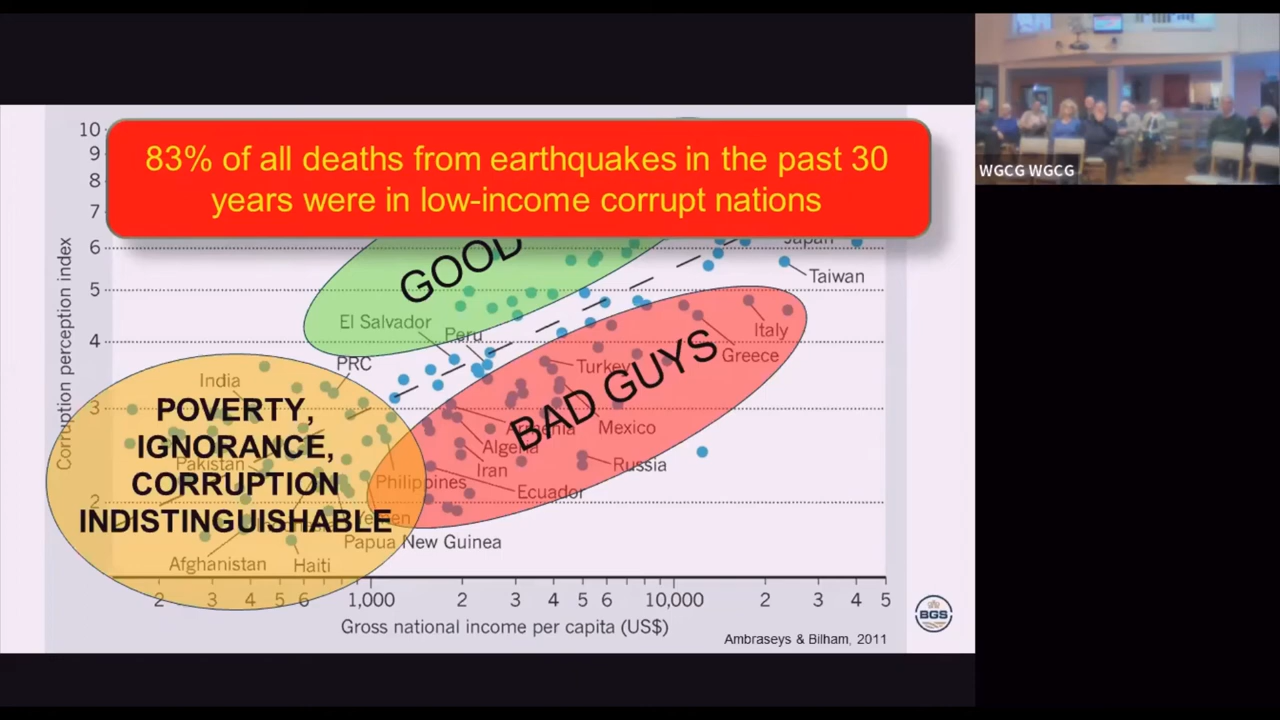 83% of all deaths from earthquakes in the past 30
years were in low-income corrupt nations
WGCG WGCG
10
9
8
7
6
5
4
3
2
Corruption perception index
GOOD
Japan
Taiwan
El Salvador
Peru
Italy
Greece
PRC
Turkey
BAD GUYS
India
POVERTY,
IGNORANCE,
CORRUPTION
INDISTINGUISHABLE
Armenia
Mexico
Algeria
Pakistan
Iran
Russia
Philippines
Ecuador
Yemen
Papua New Guinea
Afghanistan
Haiti
2 3 4 5 6 1,000 2 3 4 5 6 10,000 2 3 4 5
Gross national income per capita (US$)
BGS
Ambraseys & Bilham, 2011